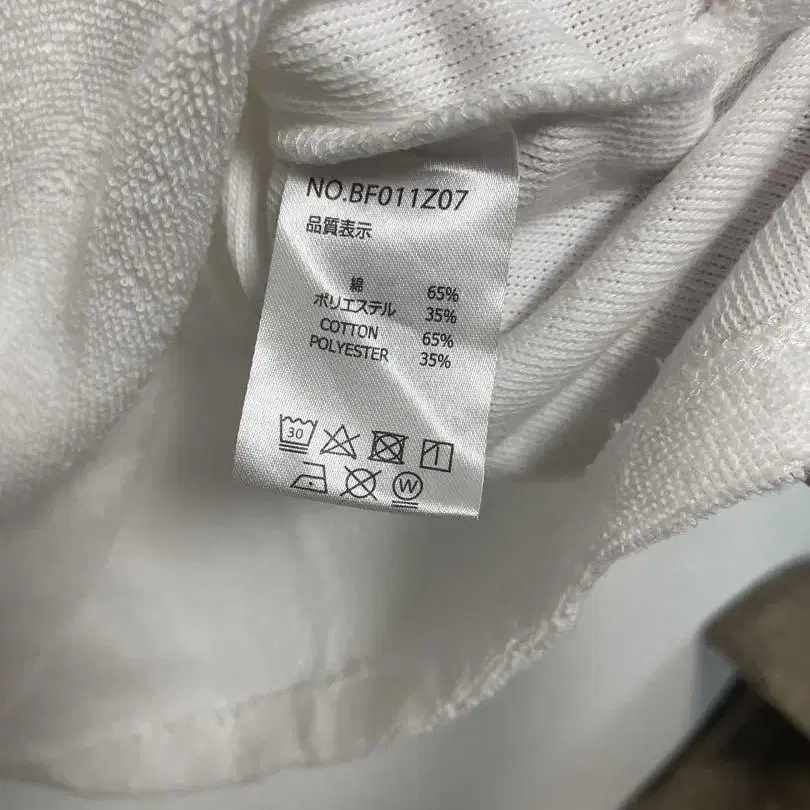 NO.BF011Z07
品質表示
綿 65%
ポリエステル 35%
COTTON 65%
POLYESTER 35%
30
W